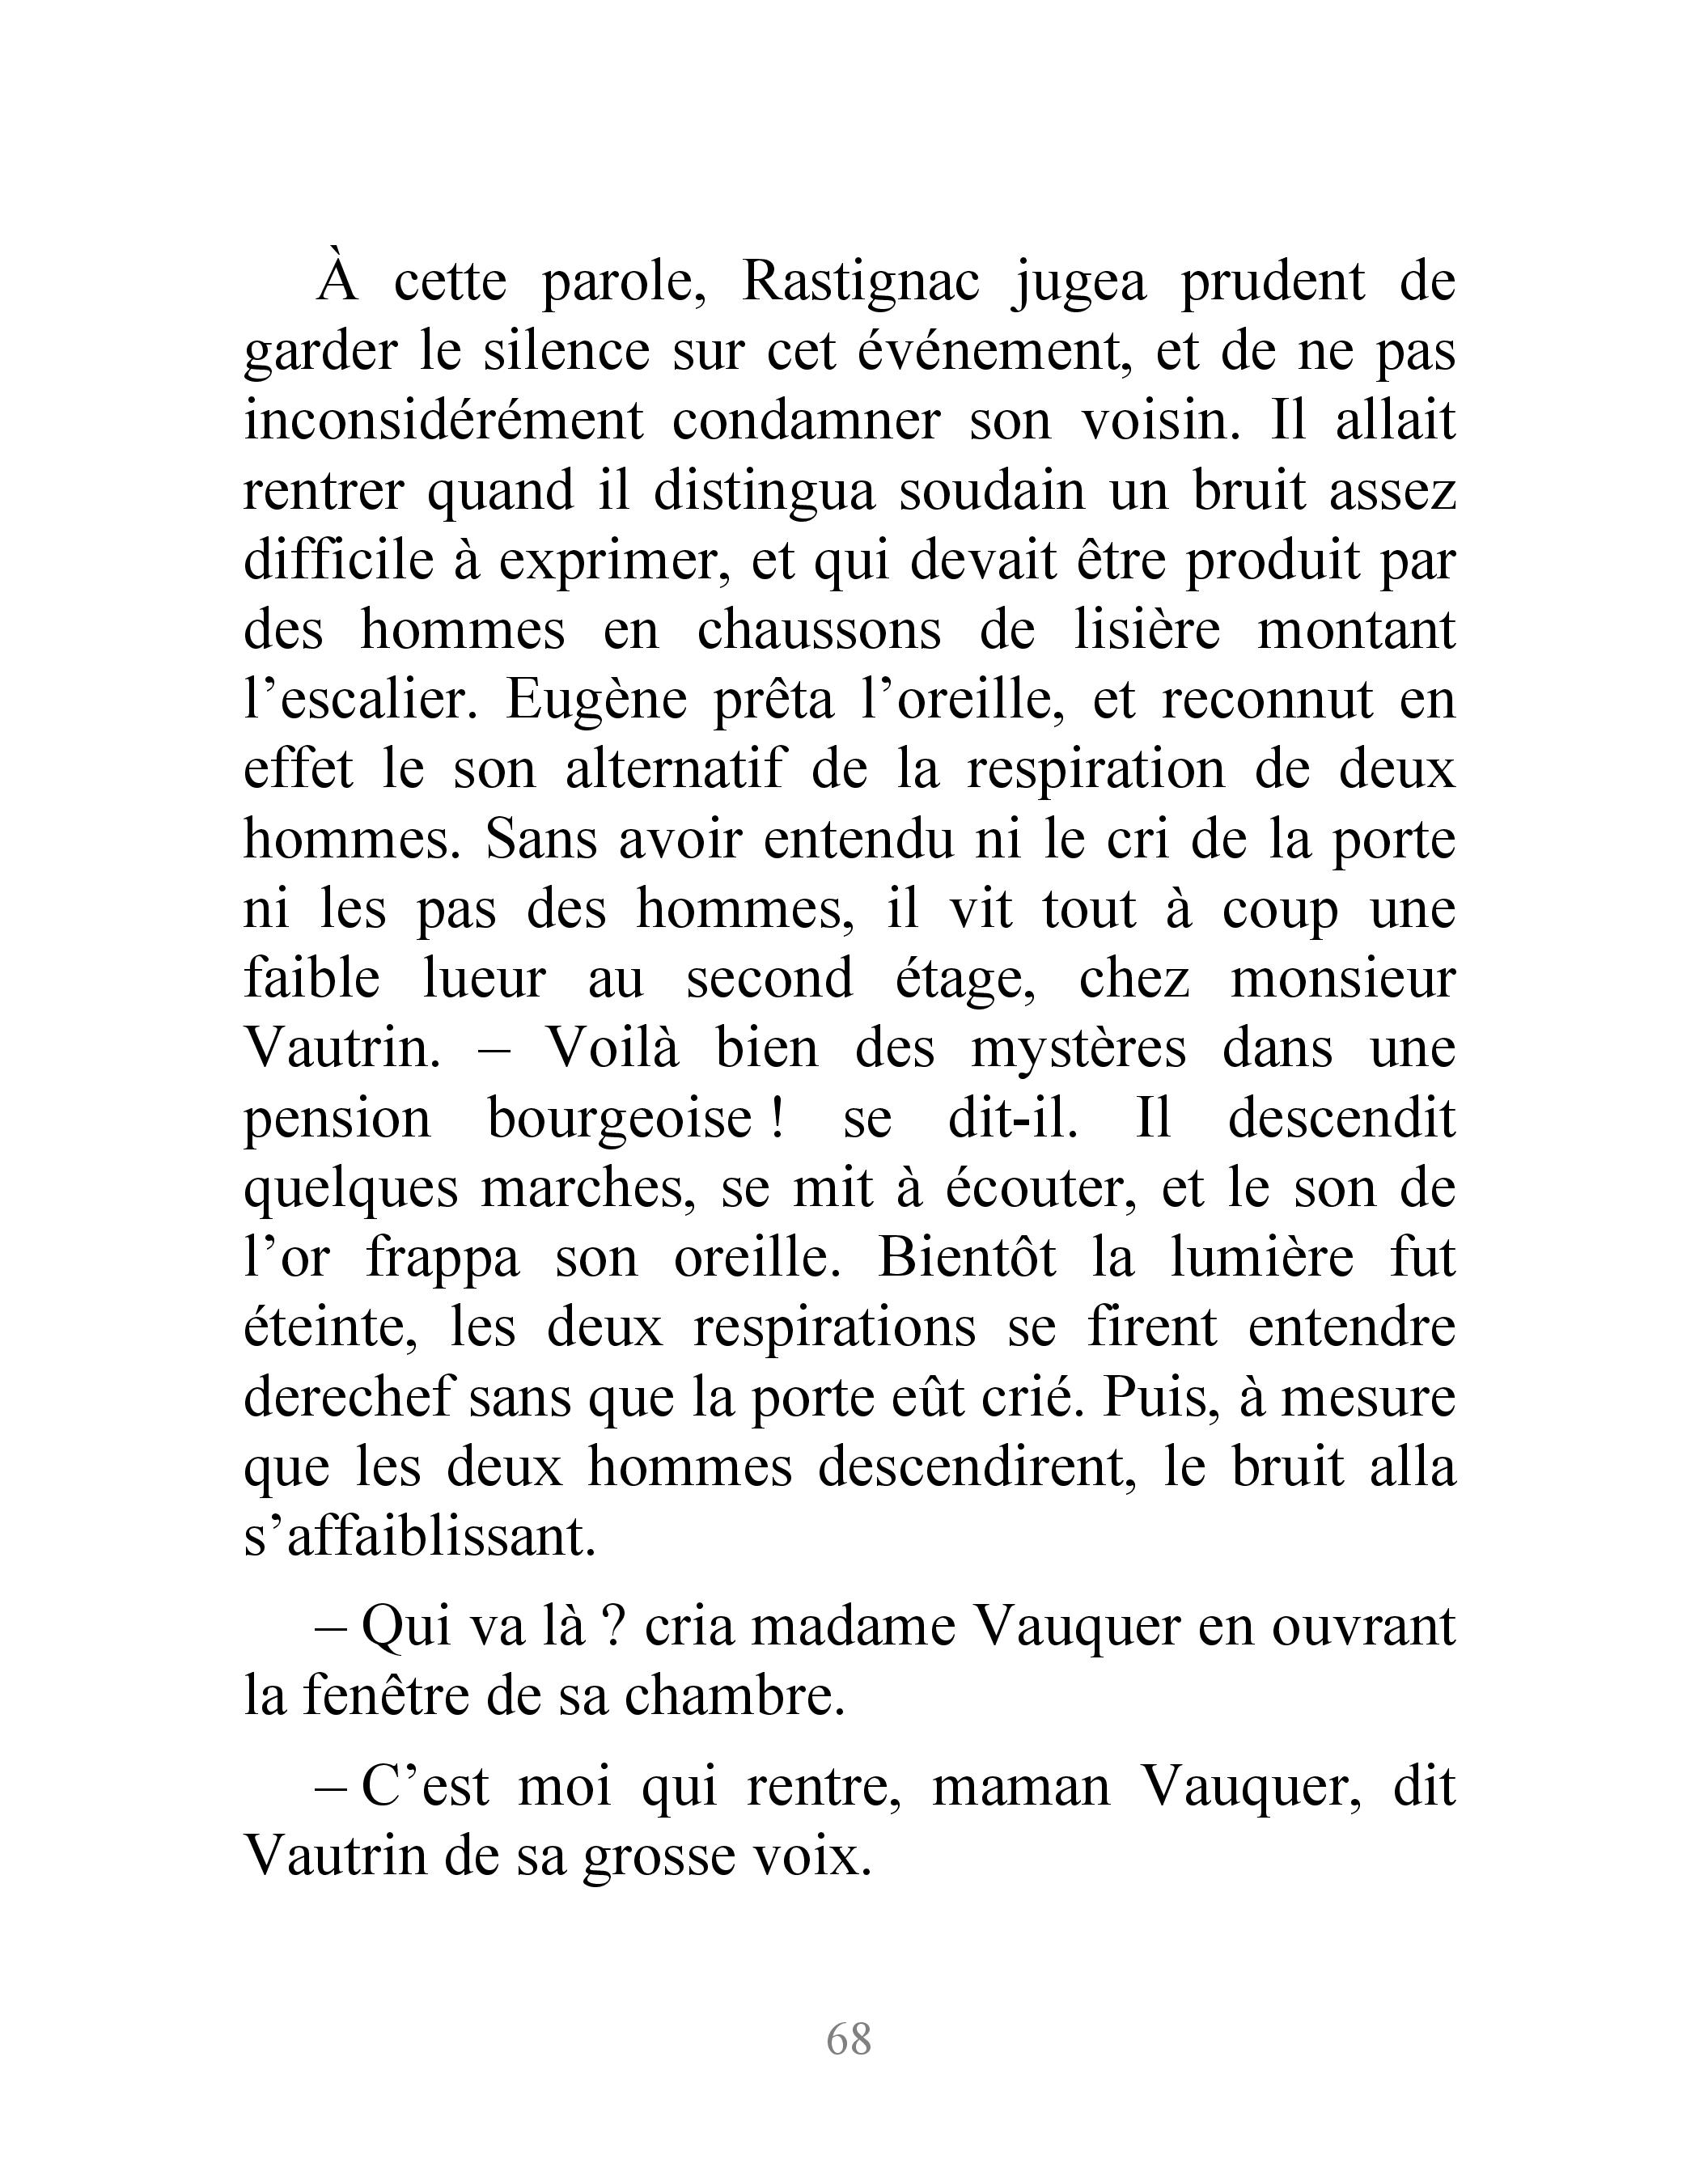 À cette parole, Rastignac jugea prudent de
garder le silence sur cet événement, et de ne pas
inconsidérément condamner son voisin. Il allait
rentrer quand il distingua soudain un bruit assez
difficile à exprimer, et qui devait être produit par
des hommes en chaussons de lisière montant
l’escalier. Eugène prêta l’oreille, et reconnut en
effet le son alternatif de la respiration de deux
hommes. Sans avoir entendu ni le cri de la porte
ni les pas des hommes, il vit tout à coup une
faible lueur au second étage, chez monsieur
Vautrin. – Voilà bien des mystères dans une
pension bourgeoise ! se dit-il. Il descendit
quelques marches, se mit à écouter, et le son de
l’or frappa son oreille. Bientôt la lumière fut
éteinte, les deux respirations se firent entendre
derechef sans que la porte eût crié. Puis, à mesure
que les deux hommes descendirent, le bruit alla
s’affaiblissant.
– Qui va là ? cria madame Vauquer en ouvrant
la fenêtre de sa chambre.
– C’est moi qui rentre, maman Vauquer, dit
Vautrin de sa grosse voix.
68